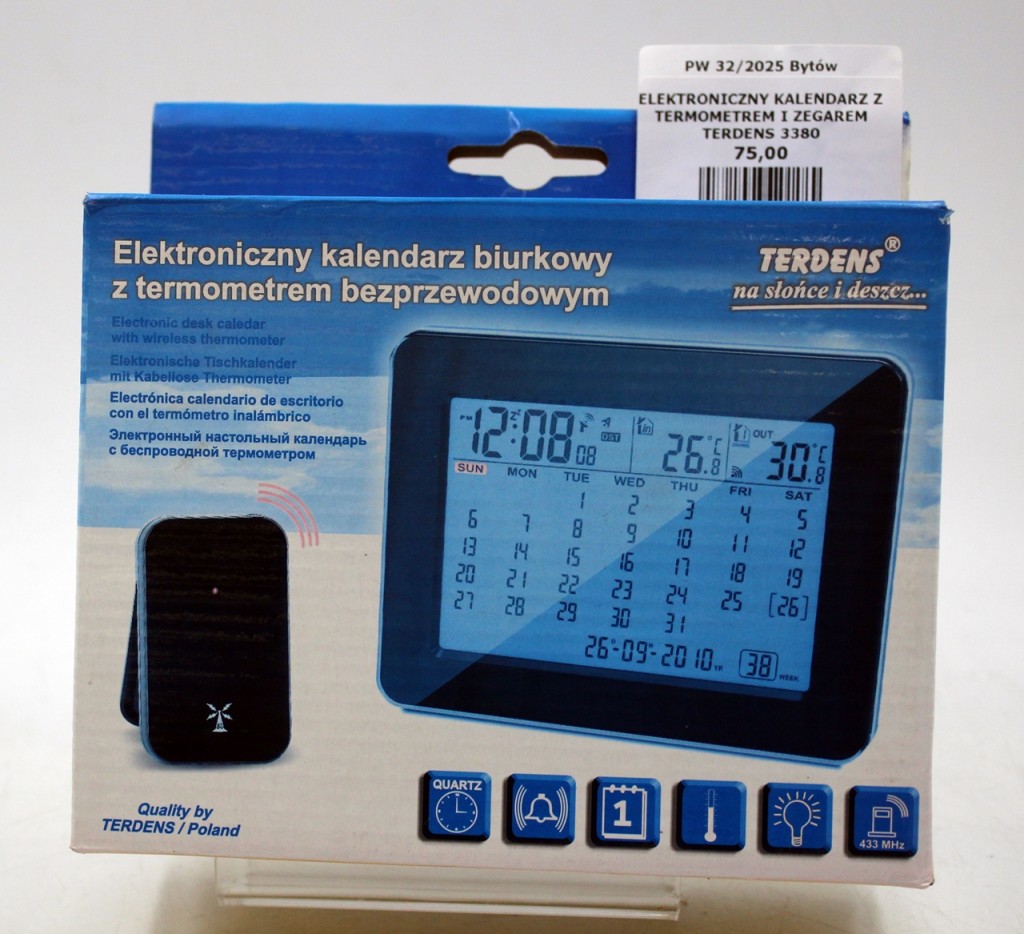 PW 32/2025 Bytów
ELEKTRONICZNY KALENDARZ Z
TERMOMETREM I ZEGAREM
TERDENS 3380
75,00
Elektroniczny kalendarz biurkowy
z termometrem bezprzewodowym
TERDENS®
na słońce i deszcz...
Electronic desk caledar
with wireless thermometer
Elektronische Tischkalender
mit Kabellose Thermometer
Electrónica calendario de escritorio
con el termómetro inalámbrico
Электронный настольный календарь
с беспроводной термометром
PM 12:08 08 DST in 26.8 °C OUT 30.8 °C
SUN MON TUE WED THU FRI SAT
1 2 3 4 5
6 7 8 9 10 11 12
13 14 15 16 17 18 19
20 21 22 23 24 25 [26]
27 28 29 30 31
26-09-2010 YR 38 WEEK
Quality by
TERDENS / Poland
QUARTZ
1
433 MHz